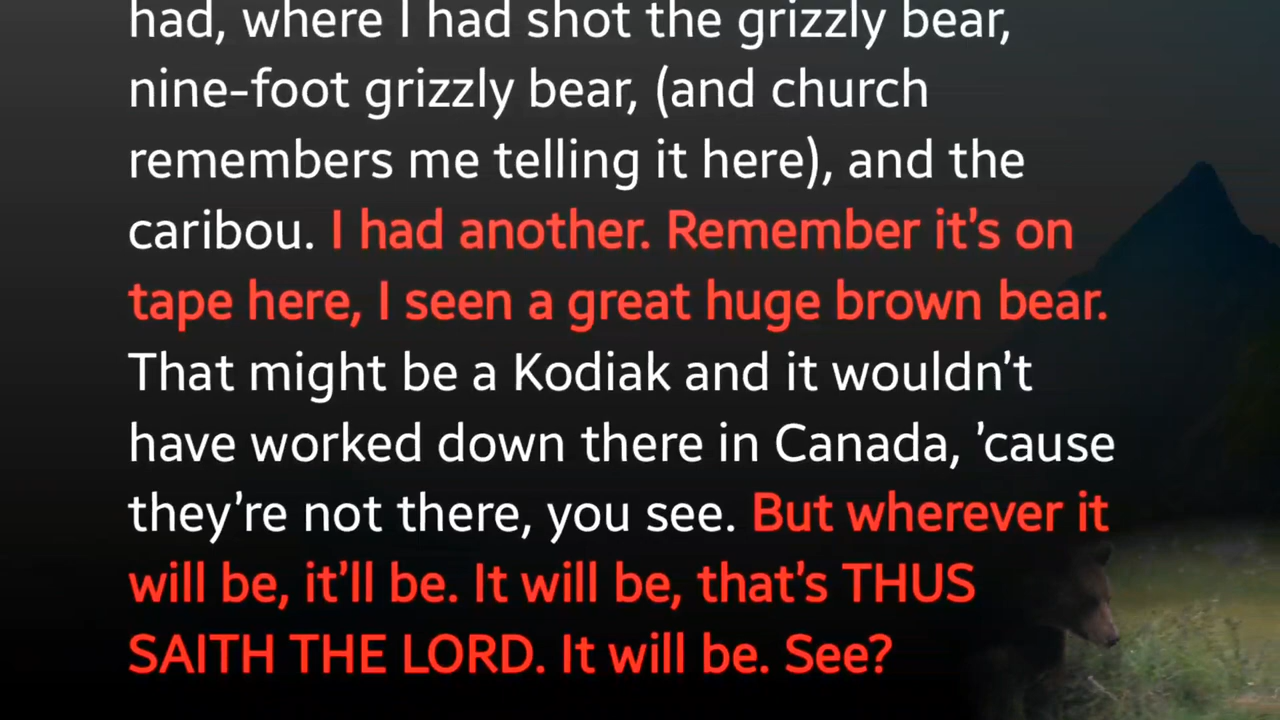 had, where I had shot the grizzly bear,
nine-foot grizzly bear, (and church
remembers me telling it here), and the
caribou. I had another. Remember it's on
tape here, I seen a great huge brown bear.
That might be a Kodiak and it wouldn't
have worked down there in Canada, ’cause
they’re not there, you see. But wherever it
will be, it’ll be. It will be, that's THUS
SAITH THE LORD. It will be. See?